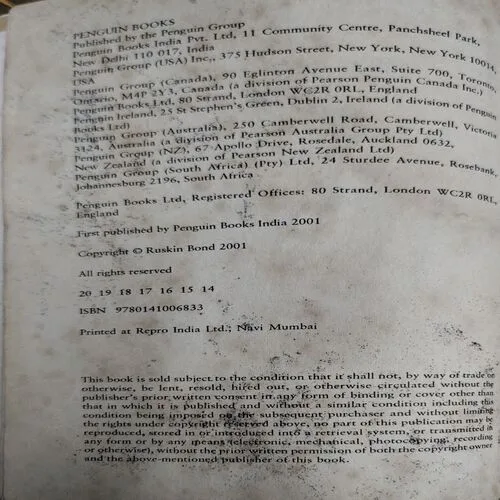 PENGUIN BOOKS
Published by the Penguin Group
Penguin Books India Pvt. Ltd, 11 Community Centre, Panchsheel Park,
New Delhi 110 017, India
Penguin Group (USA) Inc., 375 Hudson Street, New York, New York 10014,
USA
Penguin Group (Canada), 90 Eglinton Avenue East, Suite 700, Toronto,
Ontario, M4P 2Y3, Canada (a division of Pearson Penguin Canada Inc.)
Penguin Books Ltd, 80 Strand, London WC2R 0RL, England
Penguin Ireland, 25 St Stephen's Green, Dublin 2, Ireland (a division of Penguin
Books Ltd)
Penguin Group (Australia), 250 Camberwell Road, Camberwell, Victoria
3124, Australia (a division of Pearson Australia Group Pty Ltd)
Penguin Group (NZ), 67 Apollo Drive, Rosedale, Auckland 0632,
New Zealand (a division of Pearson New Zealand Ltd)
Penguin Group (South Africa) (Pty) Ltd, 24 Sturdee Avenue, Rosebank,
Johannesburg 2196, South Africa
Penguin Books Ltd, Registered Offices: 80 Strand, London WC2R 0RL,
England
First published by Penguin Books India 2001
Copyright © Ruskin Bond 2001
All rights reserved
20 19 18 17 16 15 14
ISBN 9780141006833
Printed at Repro India Ltd., Navi Mumbai
This book is sold subject to the condition that it shall not, by way of trade or
otherwise, be lent, resold, hired out, or otherwise circulated without the
publisher's prior written consent in any form of binding or cover other than
that in which it is published and without a similar condition including this
condition being imposed on the subsequent purchaser and without limiting
the rights under copyright reserved above, no part of this publication may be
reproduced, stored in or introduced into a retrieval system, or transmitted in
any form or by any means (electronic, mechanical, photocopying, recording
or otherwise), without the prior written permission of both the copyright owner
and the above-mentioned publisher of this book.